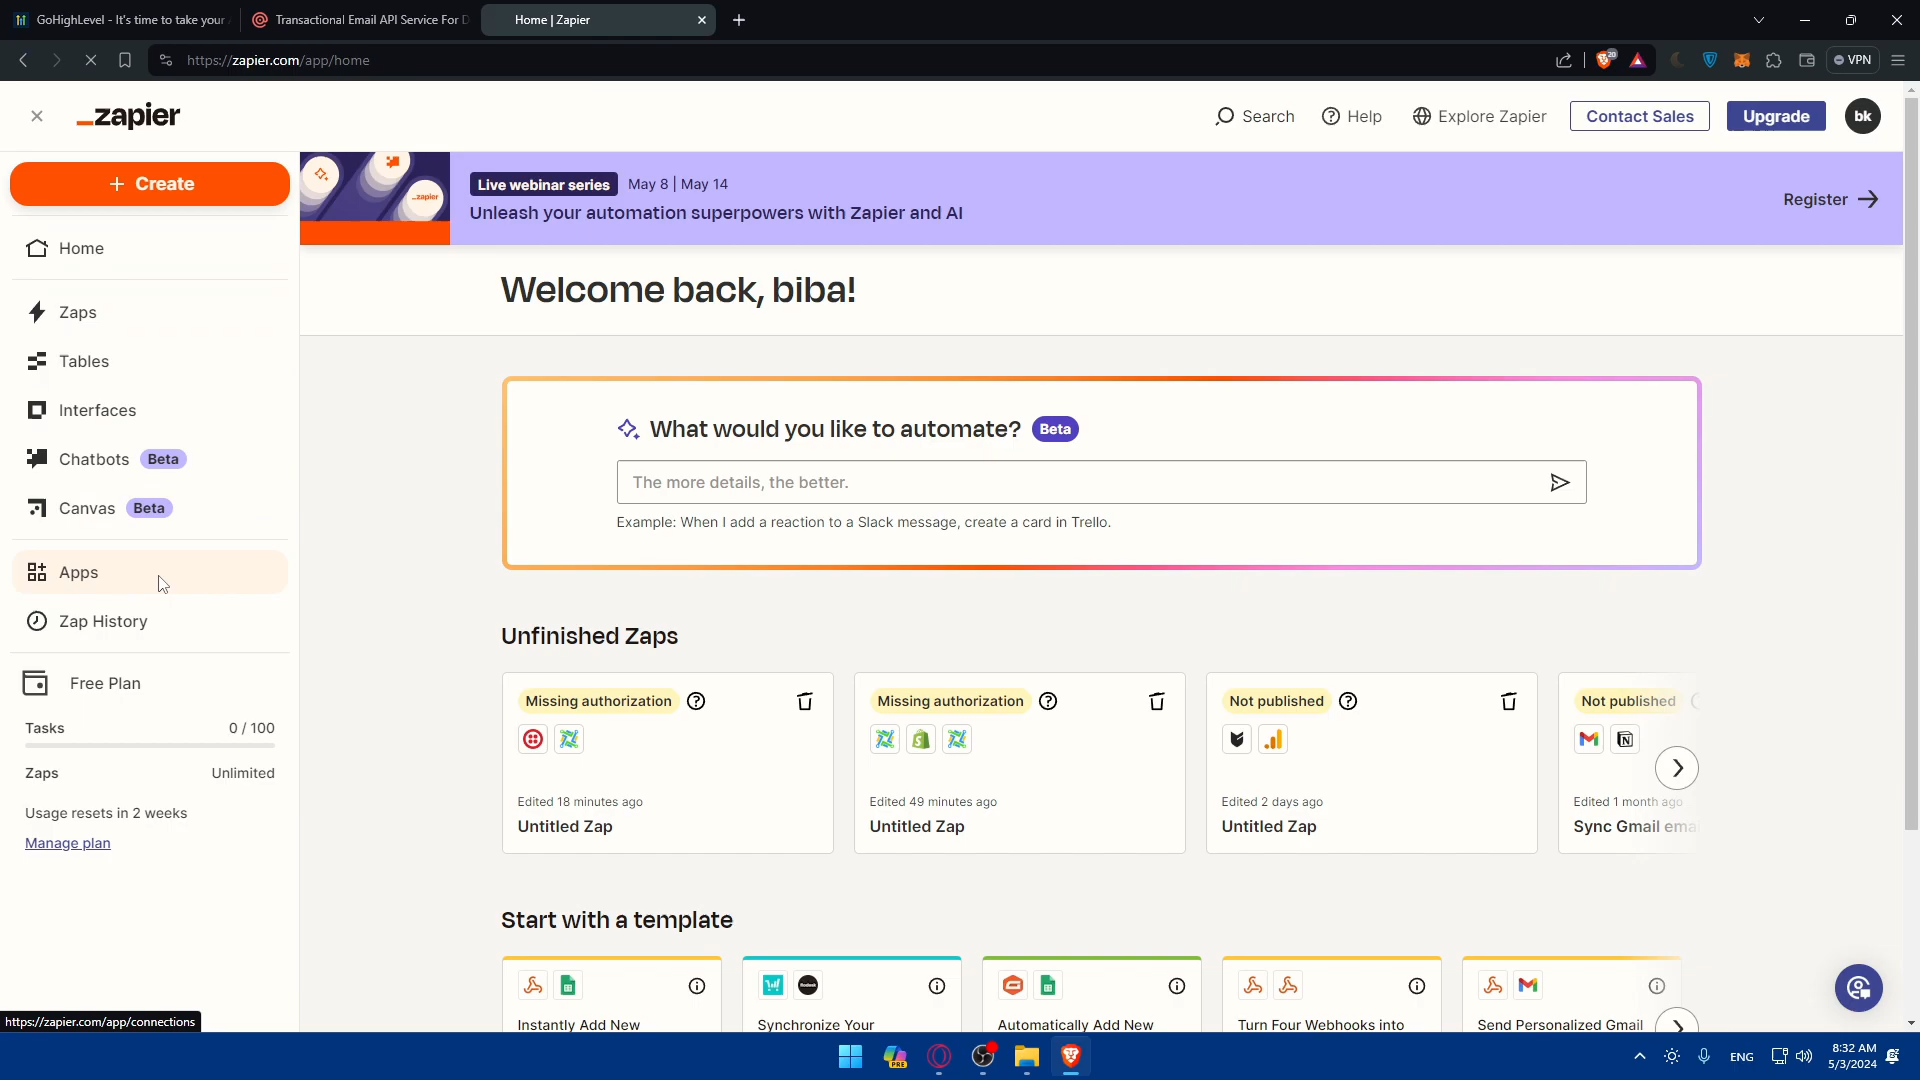 GoHighLevel - It's time to take your
Transactional Email API Service For D
Home | Zapier
https://zapier.com/app/home
20
VPN
zapier
Search
Help
Explore Zapier
Contact Sales
Upgrade
bk
+ Create
Home
Zaps
Tables
Interfaces
Chatbots Beta
Canvas Beta
Apps
Zap History
Free Plan
Tasks 0 / 100
Zaps Unlimited
Usage resets in 2 weeks
Manage plan
https://zapier.com/app/connections
zapier
Live webinar series May 8 | May 14
Unleash your automation superpowers with Zapier and AI
Register
Welcome back, biba!
What would you like to automate? Beta
The more details, the better.
Example: When I add a reaction to a Slack message, create a card in Trello.
Unfinished Zaps
Missing authorization
Edited 18 minutes ago
Untitled Zap
Missing authorization
Edited 49 minutes ago
Untitled Zap
Not published
Edited 2 days ago
Untitled Zap
Not published
Edited 1 month ago
Sync Gmail ema
Start with a template
Instantly Add New
Synchronize Your
Automatically Add New
Turn Four Webhooks into
Send Personalized Gmail
PRE
ENG
8:32 AM
5/3/2024